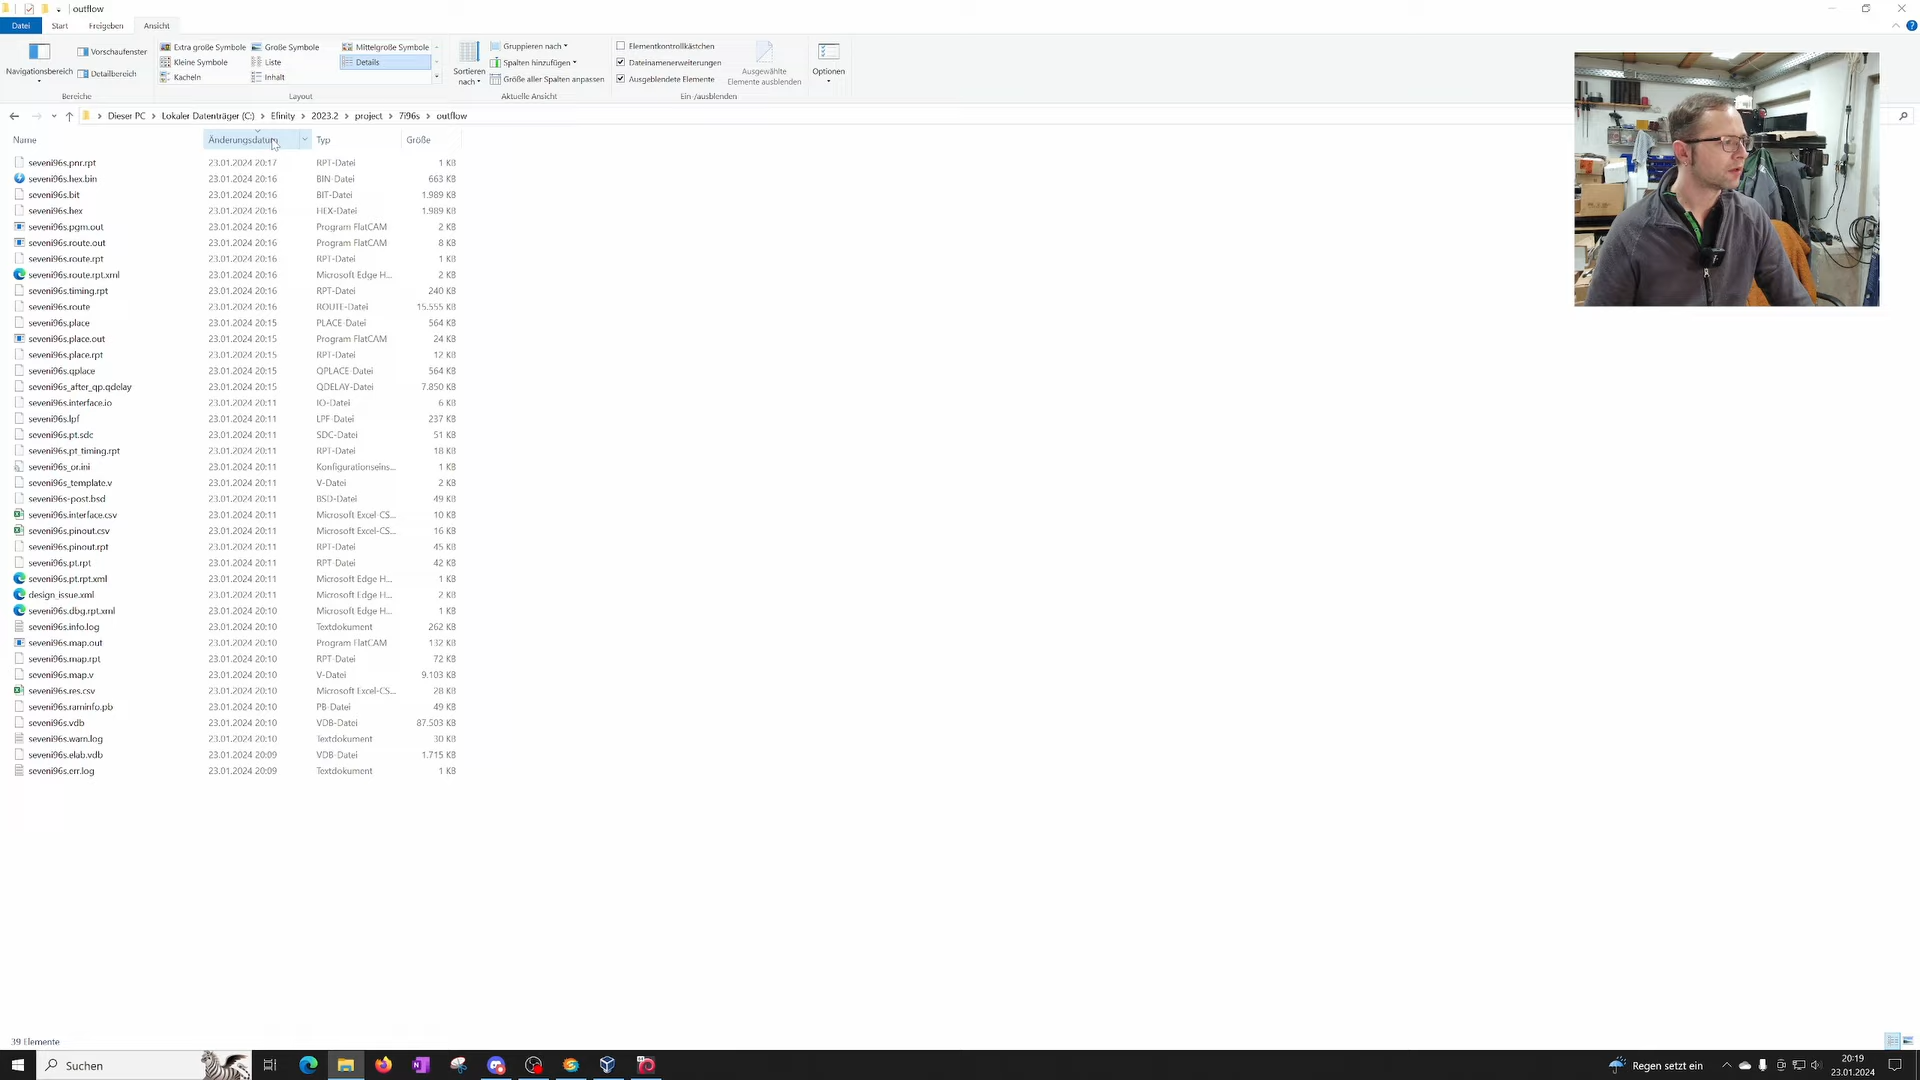 outflow
Datei Start Freigeben Ansicht
Navigationsbereich Vorschaufenster Detailbereich Bereiche
Extra große Symbole Große Symbole Mittelgroße Symbole
Kleine Symbole Liste Details
Kacheln Inhalt
Layout
Sortieren nach Gruppieren nach Spalten hinzufügen Größe aller Spalten anpassen Aktuelle Ansicht
Elementkontrollkästchen
Dateinamenerweiterungen
Ausgeblendete Elemente
Ausgewählte Elemente ausblenden
Ein-/ausblenden
Optionen
Dieser PC > Lokaler Datenträger (C:) > Efinity > 2023.2 > project > 7i96s > outflow
Name Änderungsdatum Typ Größe
seveni96s.pnr.rpt 23.01.2024 20:17 RPT-Datei 1 KB
seveni96s.hex.bin 23.01.2024 20:16 BIN-Datei 663 KB
seveni96s.bit 23.01.2024 20:16 BIT-Datei 1.989 KB
seveni96s.hex 23.01.2024 20:16 HEX-Datei 1.989 KB
seveni96s.pgm.out 23.01.2024 20:16 Program FlatCAM 2 KB
seveni96s.route.out 23.01.2024 20:16 Program FlatCAM 8 KB
seveni96s.route.rpt 23.01.2024 20:16 RPT-Datei 1 KB
seveni96s.route.rpt.xml 23.01.2024 20:16 Microsoft Edge H... 2 KB
seveni96s.timing.rpt 23.01.2024 20:16 RPT-Datei 240 KB
seveni96s.route 23.01.2024 20:16 ROUTE-Datei 15.555 KB
seveni96s.place 23.01.2024 20:15 PLACE-Datei 564 KB
seveni96s.place.out 23.01.2024 20:15 Program FlatCAM 24 KB
seveni96s.place.rpt 23.01.2024 20:15 RPT-Datei 12 KB
seveni96s.qplace 23.01.2024 20:15 QPLACE-Datei 564 KB
seveni96s_after_qp.qdelay 23.01.2024 20:15 QDELAY-Datei 7.850 KB
seveni96s.interface.io 23.01.2024 20:11 IO-Datei 6 KB
seveni96s.lpf 23.01.2024 20:11 LPF-Datei 237 KB
seveni96s.pt.sdc 23.01.2024 20:11 SDC-Datei 51 KB
seveni96s.pt_timing.rpt 23.01.2024 20:11 RPT-Datei 18 KB
seveni96s_or.ini 23.01.2024 20:11 Konfigurationseins... 1 KB
seveni96s_template.v 23.01.2024 20:11 V-Datei 2 KB
seveni96s-post.bsd 23.01.2024 20:11 BSD-Datei 49 KB
seveni96s.interface.csv 23.01.2024 20:11 Microsoft Excel-CS... 10 KB
seveni96s.pinout.csv 23.01.2024 20:11 Microsoft Excel-CS... 16 KB
seveni96s.pinout.rpt 23.01.2024 20:11 RPT-Datei 45 KB
seveni96s.pt.rpt 23.01.2024 20:11 RPT-Datei 42 KB
seveni96s.pt.rpt.xml 23.01.2024 20:11 Microsoft Edge H... 1 KB
design_issue.xml 23.01.2024 20:11 Microsoft Edge H... 2 KB
seveni96s.dbg.rpt.xml 23.01.2024 20:10 Microsoft Edge H... 1 KB
seveni96s.info.log 23.01.2024 20:10 Textdokument 262 KB
seveni96s.map.out 23.01.2024 20:10 Program FlatCAM 132 KB
seveni96s.map.rpt 23.01.2024 20:10 RPT-Datei 72 KB
seveni96s.map.v 23.01.2024 20:10 V-Datei 9.103 KB
seveni96s.res.csv 23.01.2024 20:10 Microsoft Excel-CS... 28 KB
seveni96s.raminfo.pb 23.01.2024 20:10 PB-Datei 49 KB
seveni96s.vdb 23.01.2024 20:10 VDB-Datei 87.503 KB
seveni96s.warn.log 23.01.2024 20:10 Textdokument 30 KB
seveni96s.elab.vdb 23.01.2024 20:09 VDB-Datei 1.715 KB
seveni96s.err.log 23.01.2024 20:09 Textdokument 1 KB
39 Elemente
Suchen
Regen setzt ein
20:19
23.01.2024